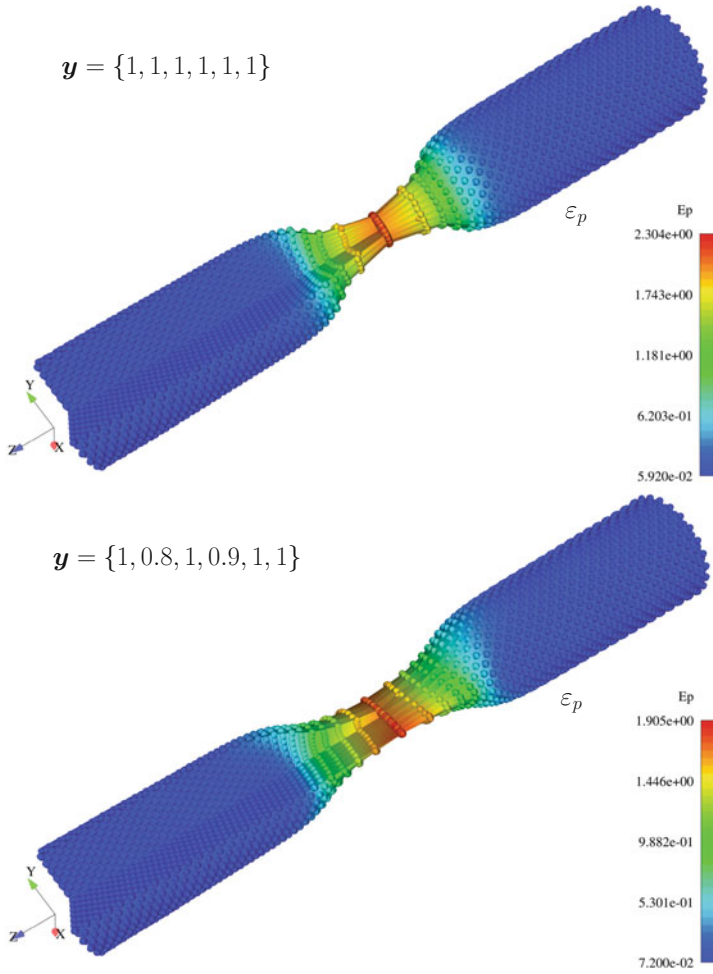 y = {1, 1, 1, 1, 1, 1}
εp
Ep
2.304e+00
1.743e+00
1.181e+00
6.203e-01
5.920e-02
Y
Z
X
y = {1, 0.8, 1, 0.9, 1, 1}
εp
Ep
1.905e+00
1.446e+00
9.882e-01
5.301e-01
7.200e-02
Y
Z
X